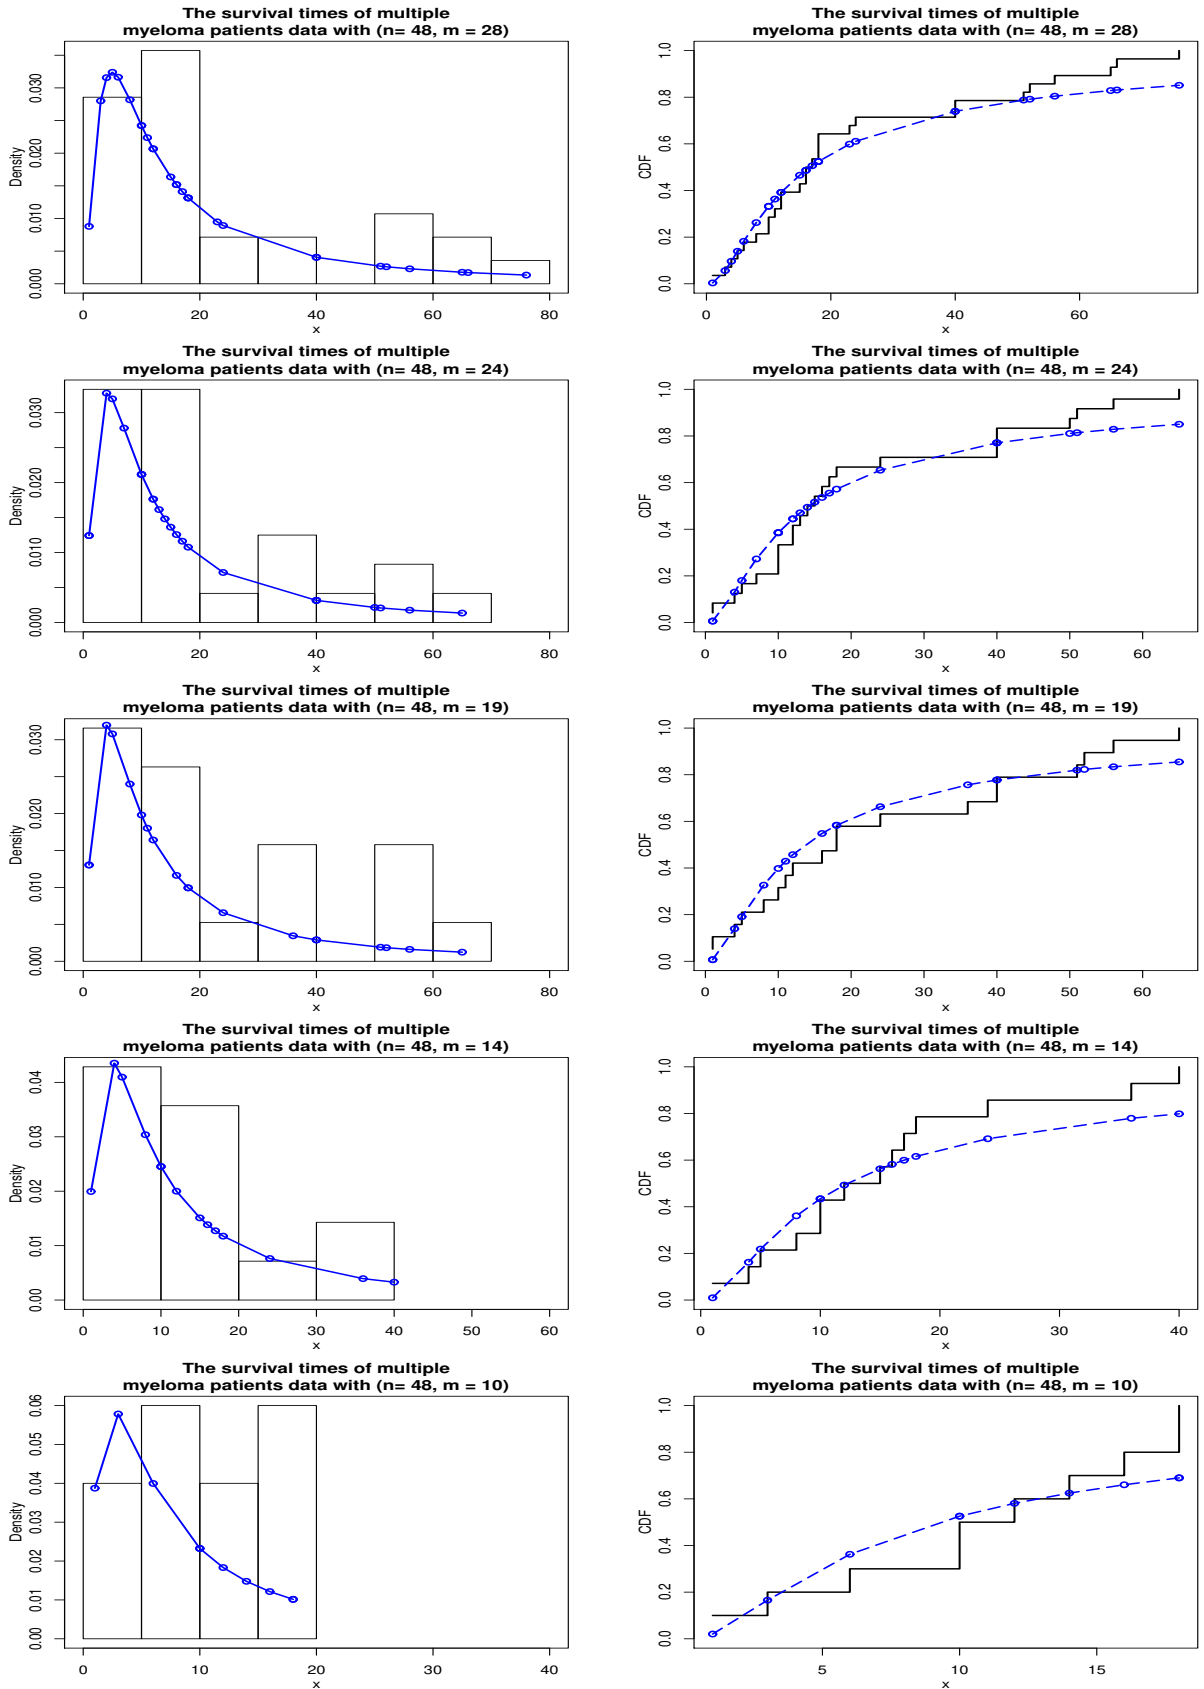 The survival times of multiple
myeloma patients data with (n= 48, m = 28)
Density
0.000 0.010 0.020 0.030
0 20 40 60 80
x
The survival times of multiple
myeloma patients data with (n= 48, m = 28)
CDF
0.0 0.2 0.4 0.6 0.8 1.0
0 20 40 60
x
The survival times of multiple
myeloma patients data with (n= 48, m = 24)
Density
0.000 0.010 0.020 0.030
0 20 40 60 80
x
The survival times of multiple
myeloma patients data with (n= 48, m = 24)
CDF
0.0 0.2 0.4 0.6 0.8 1.0
0 10 20 30 40 50 60
x
The survival times of multiple
myeloma patients data with (n= 48, m = 19)
Density
0.000 0.010 0.020 0.030
0 20 40 60 80
x
The survival times of multiple
myeloma patients data with (n= 48, m = 19)
CDF
0.0 0.2 0.4 0.6 0.8 1.0
0 10 20 30 40 50 60
x
The survival times of multiple
myeloma patients data with (n= 48, m = 14)
Density
0.00 0.01 0.02 0.03 0.04
0 10 20 30 40 50 60
x
The survival times of multiple
myeloma patients data with (n= 48, m = 14)
CDF
0.0 0.2 0.4 0.6 0.8 1.0
0 10 20 30 40
x
The survival times of multiple
myeloma patients data with (n= 48, m = 10)
Density
0.00 0.01 0.02 0.03 0.04 0.05 0.06
0 10 20 30 40
x
The survival times of multiple
myeloma patients data with (n= 48, m = 10)
CDF
0.0 0.2 0.4 0.6 0.8 1.0
5 10 15
x